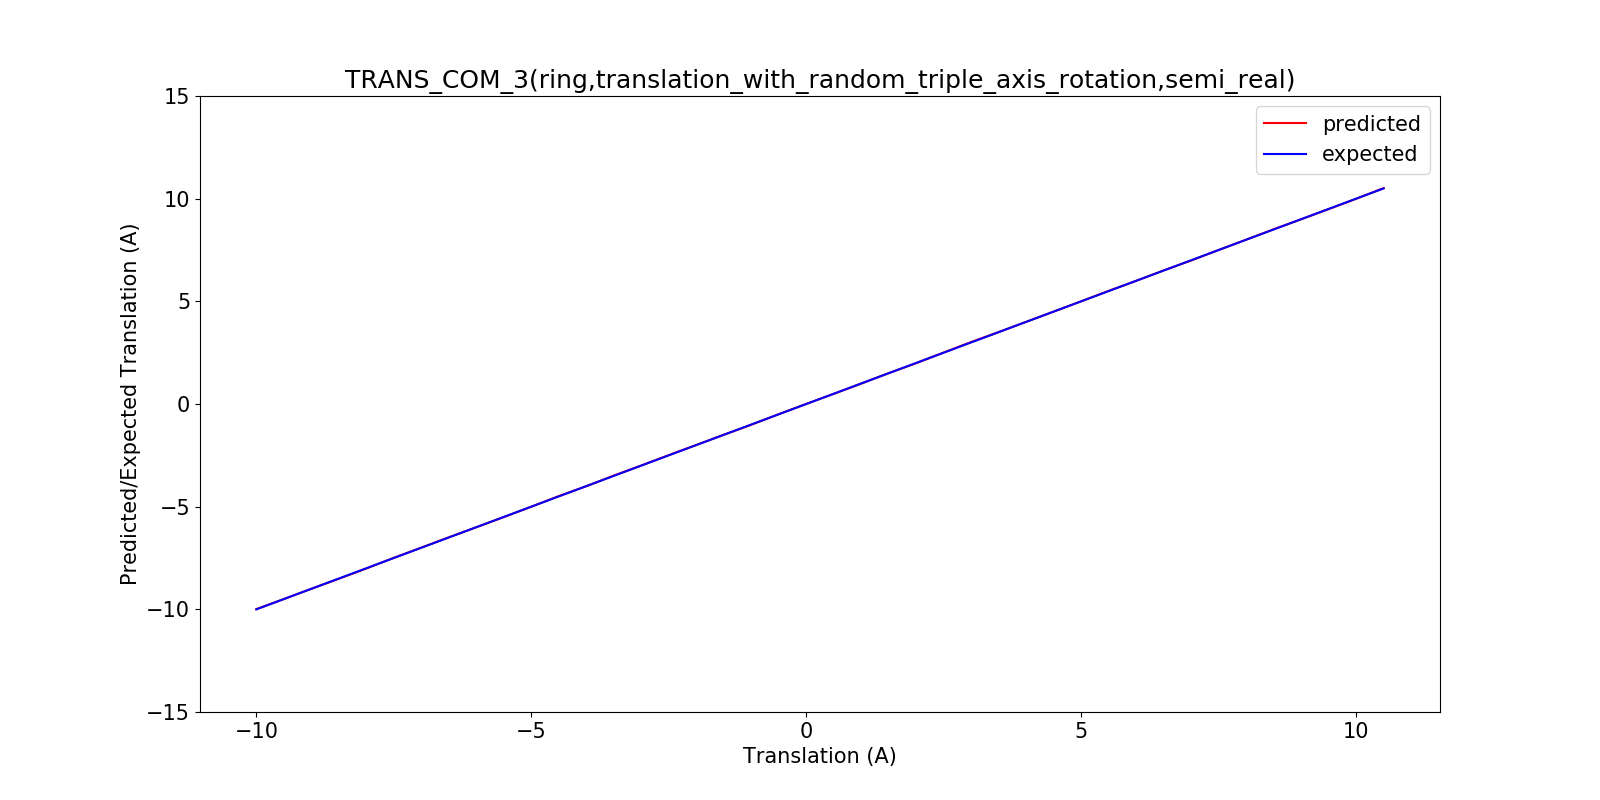 TRANS_COM_3(ring,translation_with_random_triple_axis_rotation,semi_real)
15
10
5
0
−5
−10
−15
Predicted/Expected Translation (A)
predicted
expected
−10
−5
0
5
10
Translation (A)